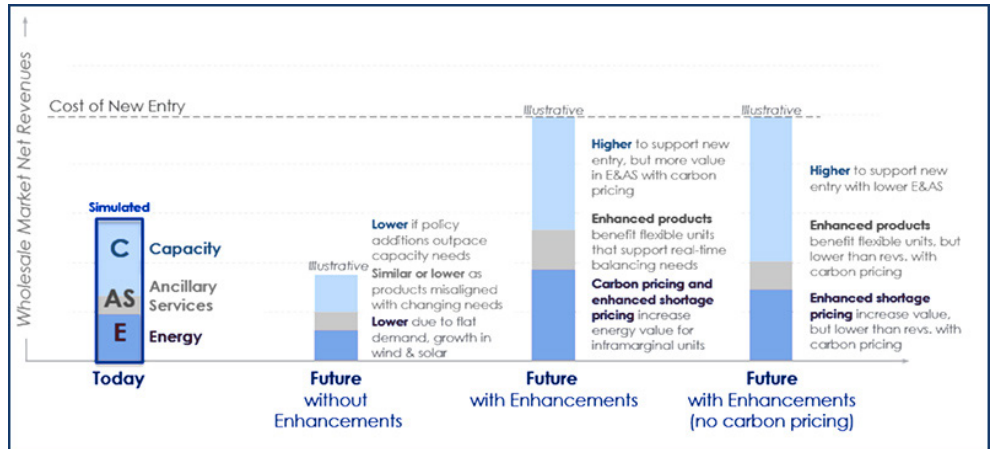 Wholesale Market Net Revenues
Cost of New Entry
Simulated
C
Capacity
AS
Ancillary
Services
E
Energy
Today
Illustrative
Lower if policy
additions outpace
capacity needs
Similar or lower as
products misaligned
with changing needs
Lower due to flat
demand, growth in
wind & solar
Future
without
Enhancements
Illustrative
Higher to support new
entry, but more value
in E&AS with carbon
pricing
Enhanced products
benefit flexible units
that support real-time
balancing needs
Carbon pricing and
enhanced shortage
pricing increase
energy value for
inframarginal units
Future
with Enhancements
Illustrative
Higher to support new
entry with lower E&AS
Enhanced products
benefit flexible units, but
lower than revs. with
carbon pricing
Enhanced shortage
pricing increase value,
but lower than revs. with
carbon pricing
Future
with Enhancements
(no carbon pricing)